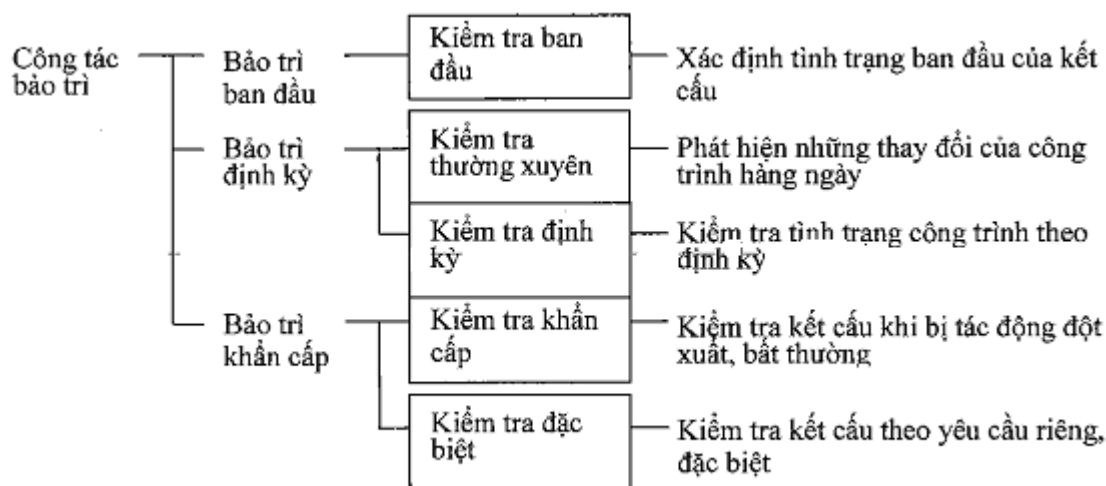 Công tác
bảo trì
Bảo trì
ban đầu
Kiểm tra ban
đầu
Xác định tình trạng ban đầu của kết
cấu
Bảo trì
định kỳ
Kiểm tra
thường xuyên
Phát hiện những thay đổi của công
trình hàng ngày
Kiểm tra định
kỳ
Kiểm tra tình trạng công trình theo
định kỳ
Bảo trì
khẩn cấp
Kiểm tra khẩn
cấp
Kiểm tra kết cấu khi bị tác động đột
xuất, bất thường
Kiểm tra đặc
biệt
Kiểm tra kết cấu theo yêu cầu riêng,
đặc biệt